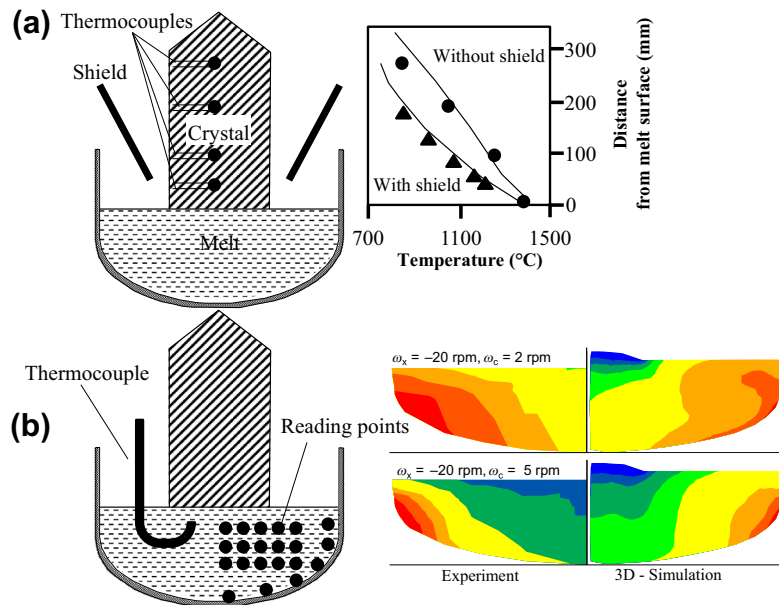 (a)
Thermocouples
Shield
Crystal
Melt
Without shield
With shield
300
200
100
0
700
1100
1500
Temperature (°C)
Distance
from melt surface (mm)
(b)
Thermocouple
Reading points
ωx = −20 rpm, ωc = 2 rpm
ωx = −20 rpm, ωc = 5 rpm
Experiment
3D - Simulation